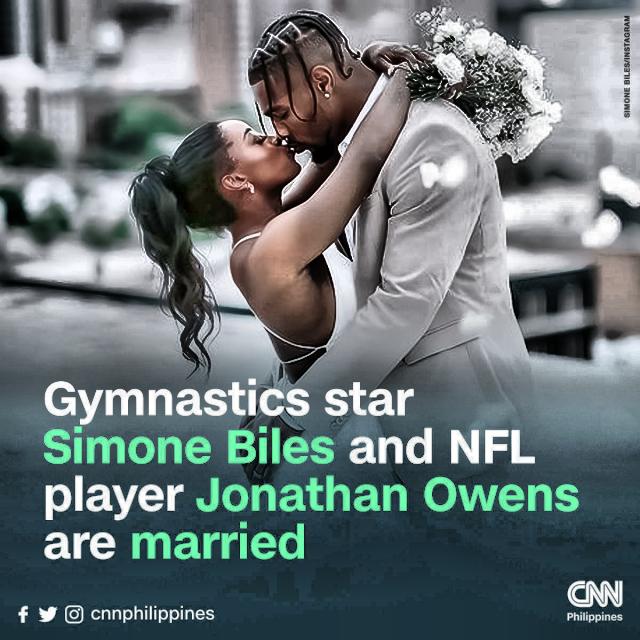 SIMONE BILES/INSTAGRAM
Gymnastics star
Simone Biles and NFL
player Jonathan Owens
are married
cnnphilippines
CNN
Philippines